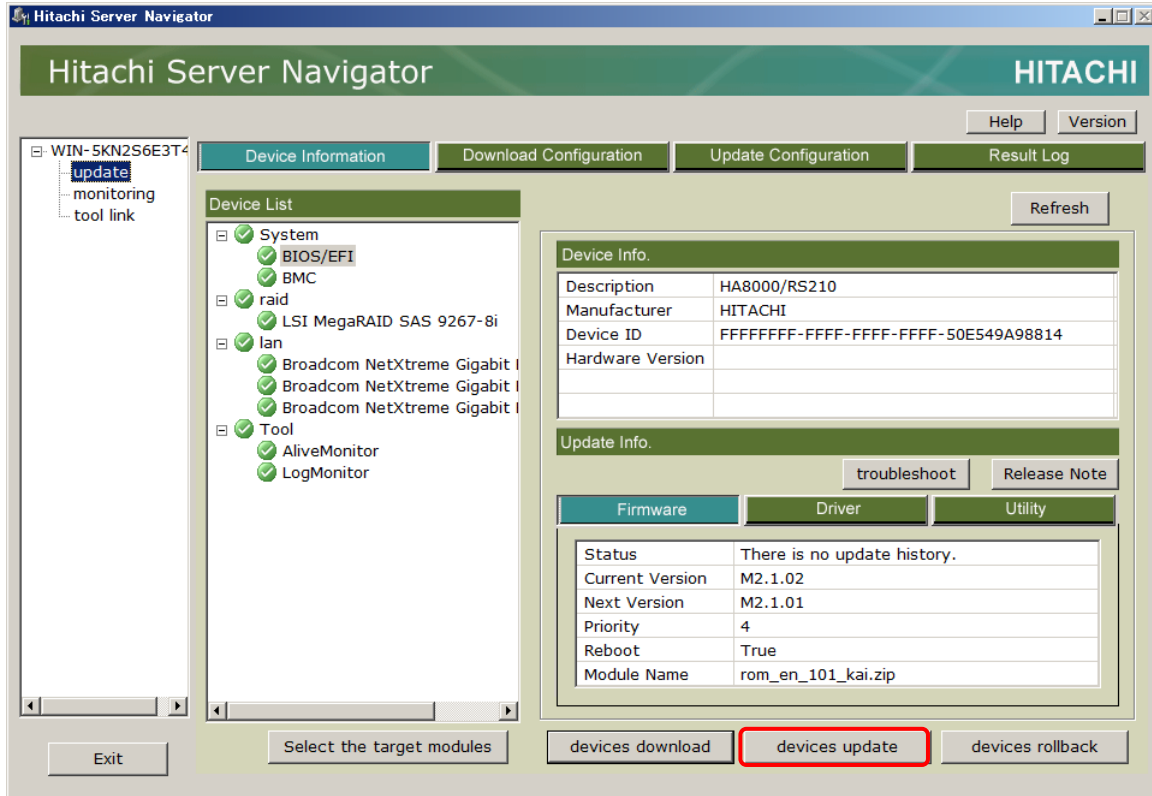 Hitachi Server Navigator
Hitachi Server Navigator
HITACHI
Help
Version
WIN-5KN2S6E3T4
update
monitoring
tool link
Device Information
Download Configuration
Update Configuration
Result Log
Device List
Refresh
System
BIOS/EFI
BMC
raid
LSI MegaRAID SAS 9267-8i
lan
Broadcom NetXtreme Gigabit
Broadcom NetXtreme Gigabit
Broadcom NetXtreme Gigabit
Tool
AliveMonitor
LogMonitor
Device Info.
Description HA8000/RS210
Manufacturer HITACHI
Device ID FFFFFFFF-FFFF-FFFF-FFFF-50E549A98814
Hardware Version
Update Info.
troubleshoot
Release Note
Firmware
Driver
Utility
Status There is no update history.
Current Version M2.1.02
Next Version M2.1.01
Priority 4
Reboot True
Module Name rom_en_101_kai.zip
Exit
Select the target modules
devices download
devices update
devices rollback